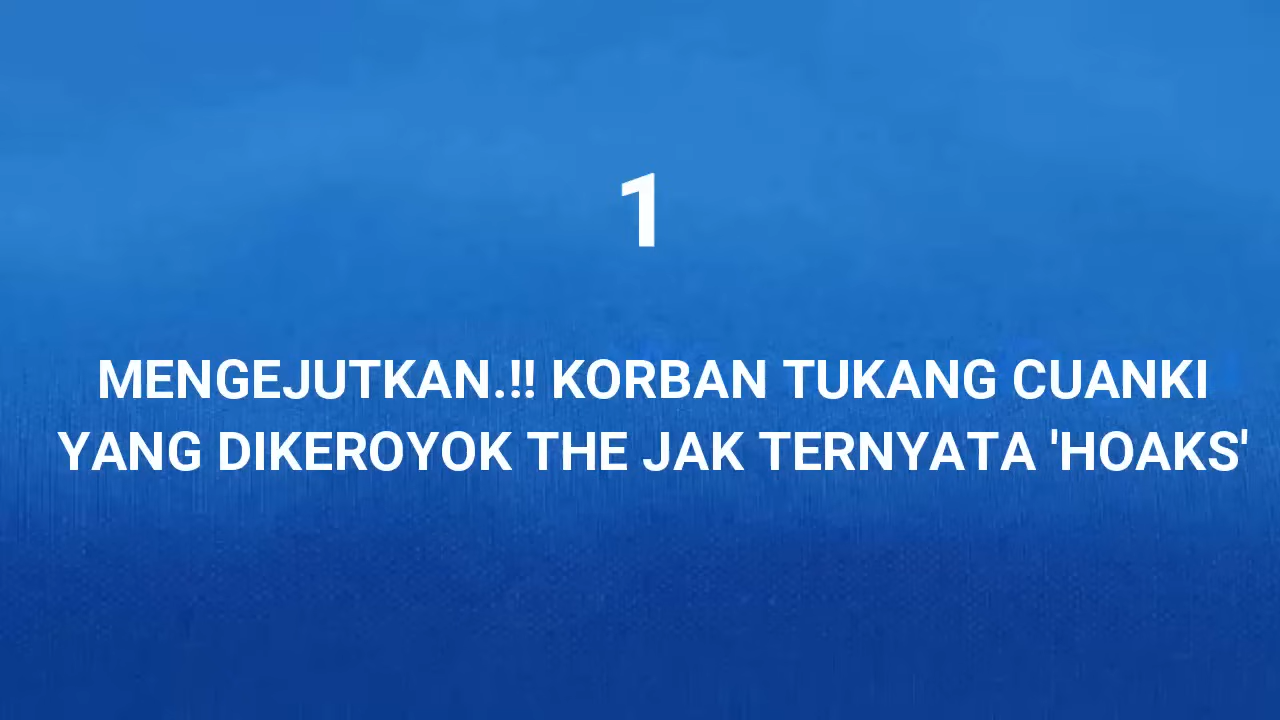 1
MENGEJUTKAN.!! KORBAN TUKANG CUANKI
YANG DIKEROYOK THE JAK TERNYATA 'HOAKS'